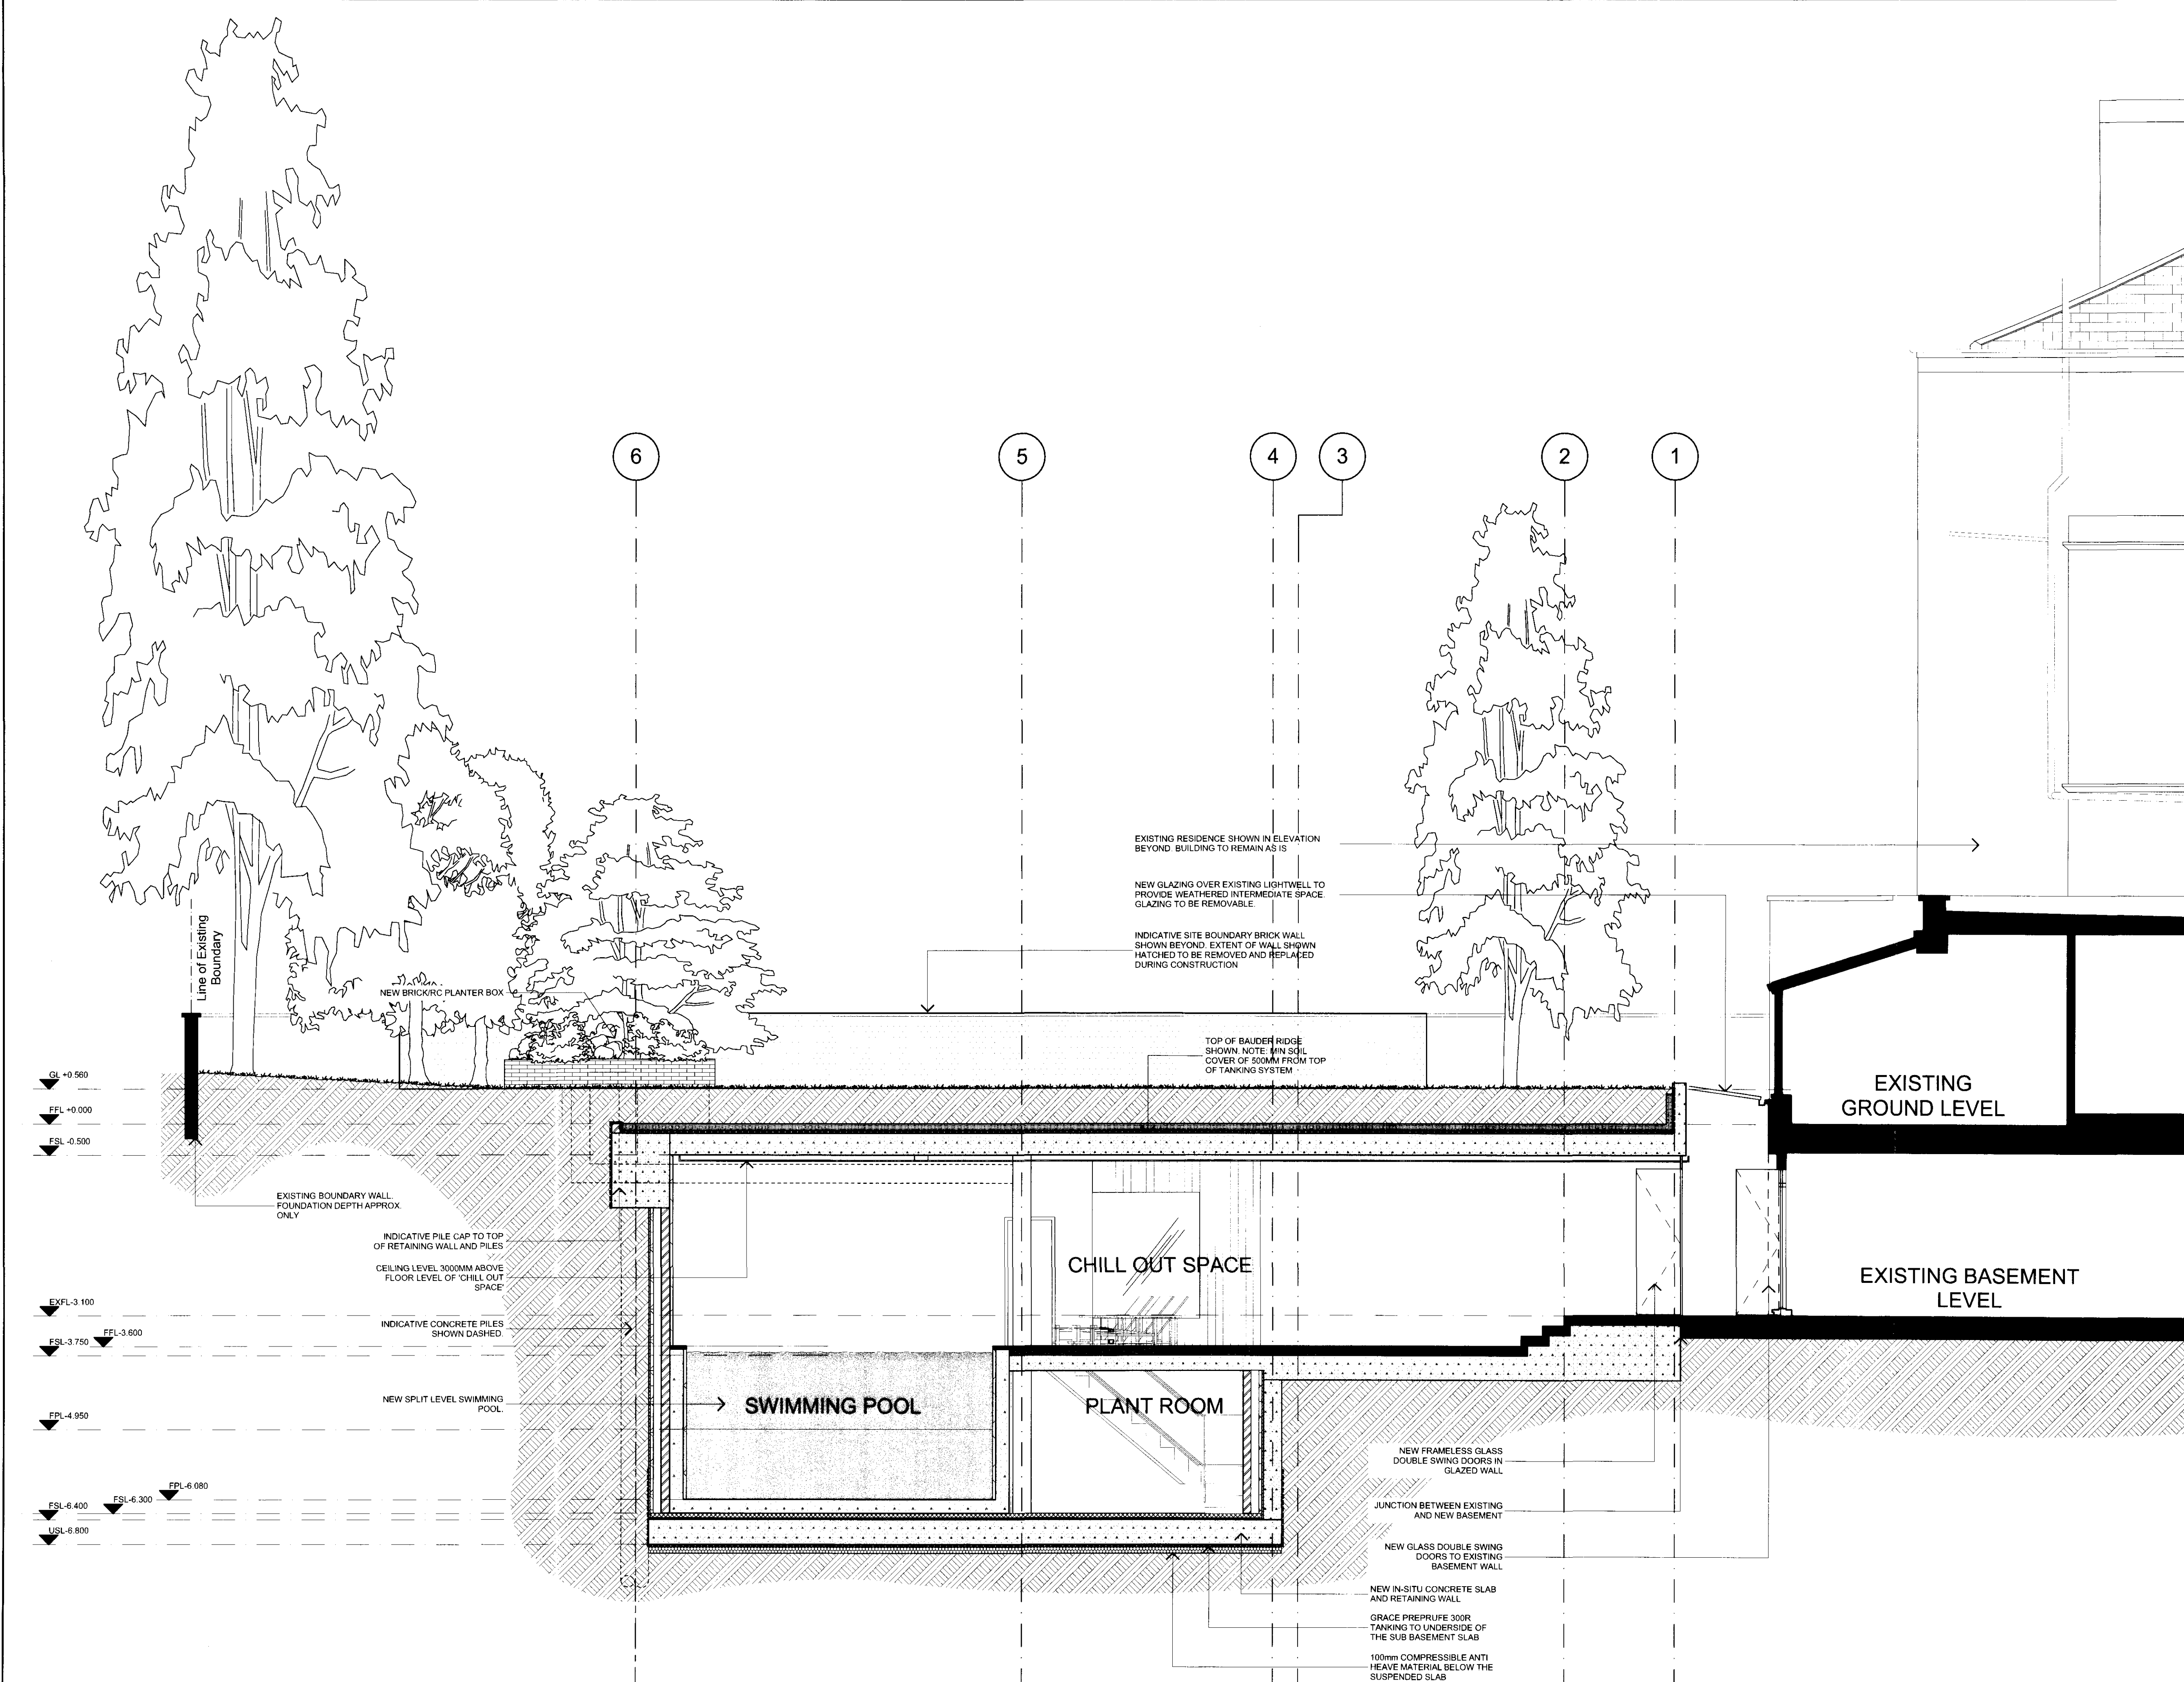 6
5
4
3
2
1
EXISTING RESIDENCE SHOWN IN ELEVATION
BEYOND. BUILDING TO REMAIN AS IS
NEW GLAZING OVER EXISTING LIGHTWELL TO
PROVIDE WEATHERED INTERMEDIATE SPACE.
GLAZING TO BE REMOVABLE.
INDICATIVE SITE BOUNDARY BRICK WALL
SHOWN BEYOND. EXTENT OF WALL SHOWN
HATCHED TO BE REMOVED AND REPLACED
DURING CONSTRUCTION
Line of Existing
Boundary
NEW BRICK/RC PLANTER BOX
TOP OF BAUDER RIDGE
SHOWN. NOTE: MIN SOIL
COVER OF 500MM FROM TOP
OF TANKING SYSTEM
GL +0.560
FFL +0.000
FSL -0.500
EXISTING
GROUND LEVEL
EXISTING BOUNDARY WALL.
FOUNDATION DEPTH APPROX.
ONLY
INDICATIVE PILE CAP TO TOP
OF RETAINING WALL AND PILES
CEILING LEVEL 3000MM ABOVE
FLOOR LEVEL OF 'CHILL OUT
SPACE'
CHILL OUT SPACE
EXISTING BASEMENT
LEVEL
EXFL-3.100
INDICATIVE CONCRETE PILES
SHOWN DASHED.
FFL-3.600
FSL-3.750
NEW SPLIT LEVEL SWIMMING
POOL.
SWIMMING POOL
PLANT ROOM
FPL-4.950
NEW FRAMELESS GLASS
DOUBLE SWING DOORS IN
GLAZED WALL
FPL-6.080
FSL-6.300
FSL-6.400
USL-6.800
JUNCTION BETWEEN EXISTING
AND NEW BASEMENT
NEW GLASS DOUBLE SWING
DOORS TO EXISTING
BASEMENT WALL
NEW IN-SITU CONCRETE SLAB
AND RETAINING WALL
GRACE PREPRUFE 300R
TANKING TO UNDERSIDE OF
THE SUB BASEMENT SLAB
100mm COMPRESSIBLE ANTI
HEAVE MATERIAL BELOW THE
SUSPENDED SLAB